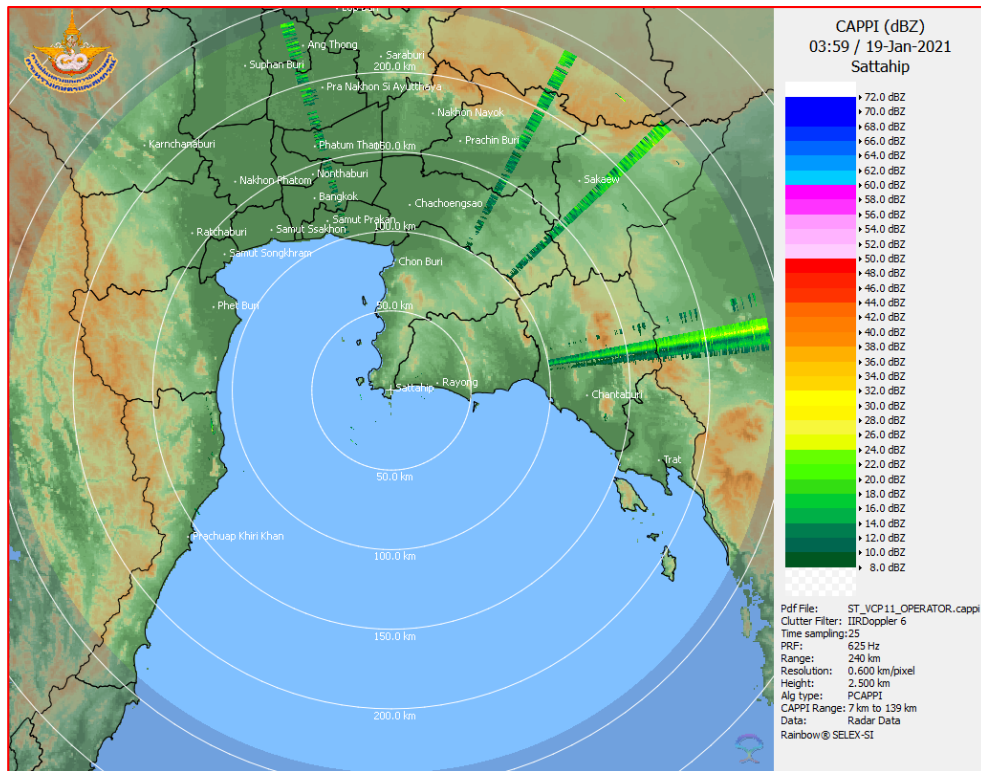 CAPPI (dBZ)
03:59 / 19-Jan-2021
Sattahip
72.0 dBZ
70.0 dBZ
68.0 dBZ
66.0 dBZ
64.0 dBZ
62.0 dBZ
60.0 dBZ
58.0 dBZ
56.0 dBZ
54.0 dBZ
52.0 dBZ
50.0 dBZ
48.0 dBZ
46.0 dBZ
44.0 dBZ
42.0 dBZ
40.0 dBZ
38.0 dBZ
36.0 dBZ
34.0 dBZ
32.0 dBZ
30.0 dBZ
28.0 dBZ
26.0 dBZ
24.0 dBZ
22.0 dBZ
20.0 dBZ
18.0 dBZ
16.0 dBZ
14.0 dBZ
12.0 dBZ
10.0 dBZ
8.0 dBZ
Pdf File: ST_VCP11_OPERATOR.cappi
Clutter Filter: IIRDoppler 6
Time sampling:25
PRF: 625 Hz
Range: 240 km
Resolution: 0.600 km/pixel
Height: 2.500 km
Alg type: PCAPPI
CAPPI Range: 7 km to 139 km
Data: Radar Data
Rainbow® SELEX-SI
Ang Thong
Saraburi
Suphan Buri
200.0 km
Pra Nakhon Si Ayutthaya
Nakhon Nayok
Karnchanaburi
Phatum Thani
150.0 km
Prachin Buri
Nakhon Phatom
Nonthaburi
Sakaew
Bangkok
Chachoengsao
Samut Prakan
Ratchaburi
Samut Ssakhon
100.0 km
Samut Songkhram
Chon Buri
Phet Buri
50.0 km
Sattahip
Rayong
Chantaburi
Trat
50.0 km
Prachuap Khiri Khan
100.0 km
150.0 km
200.0 km